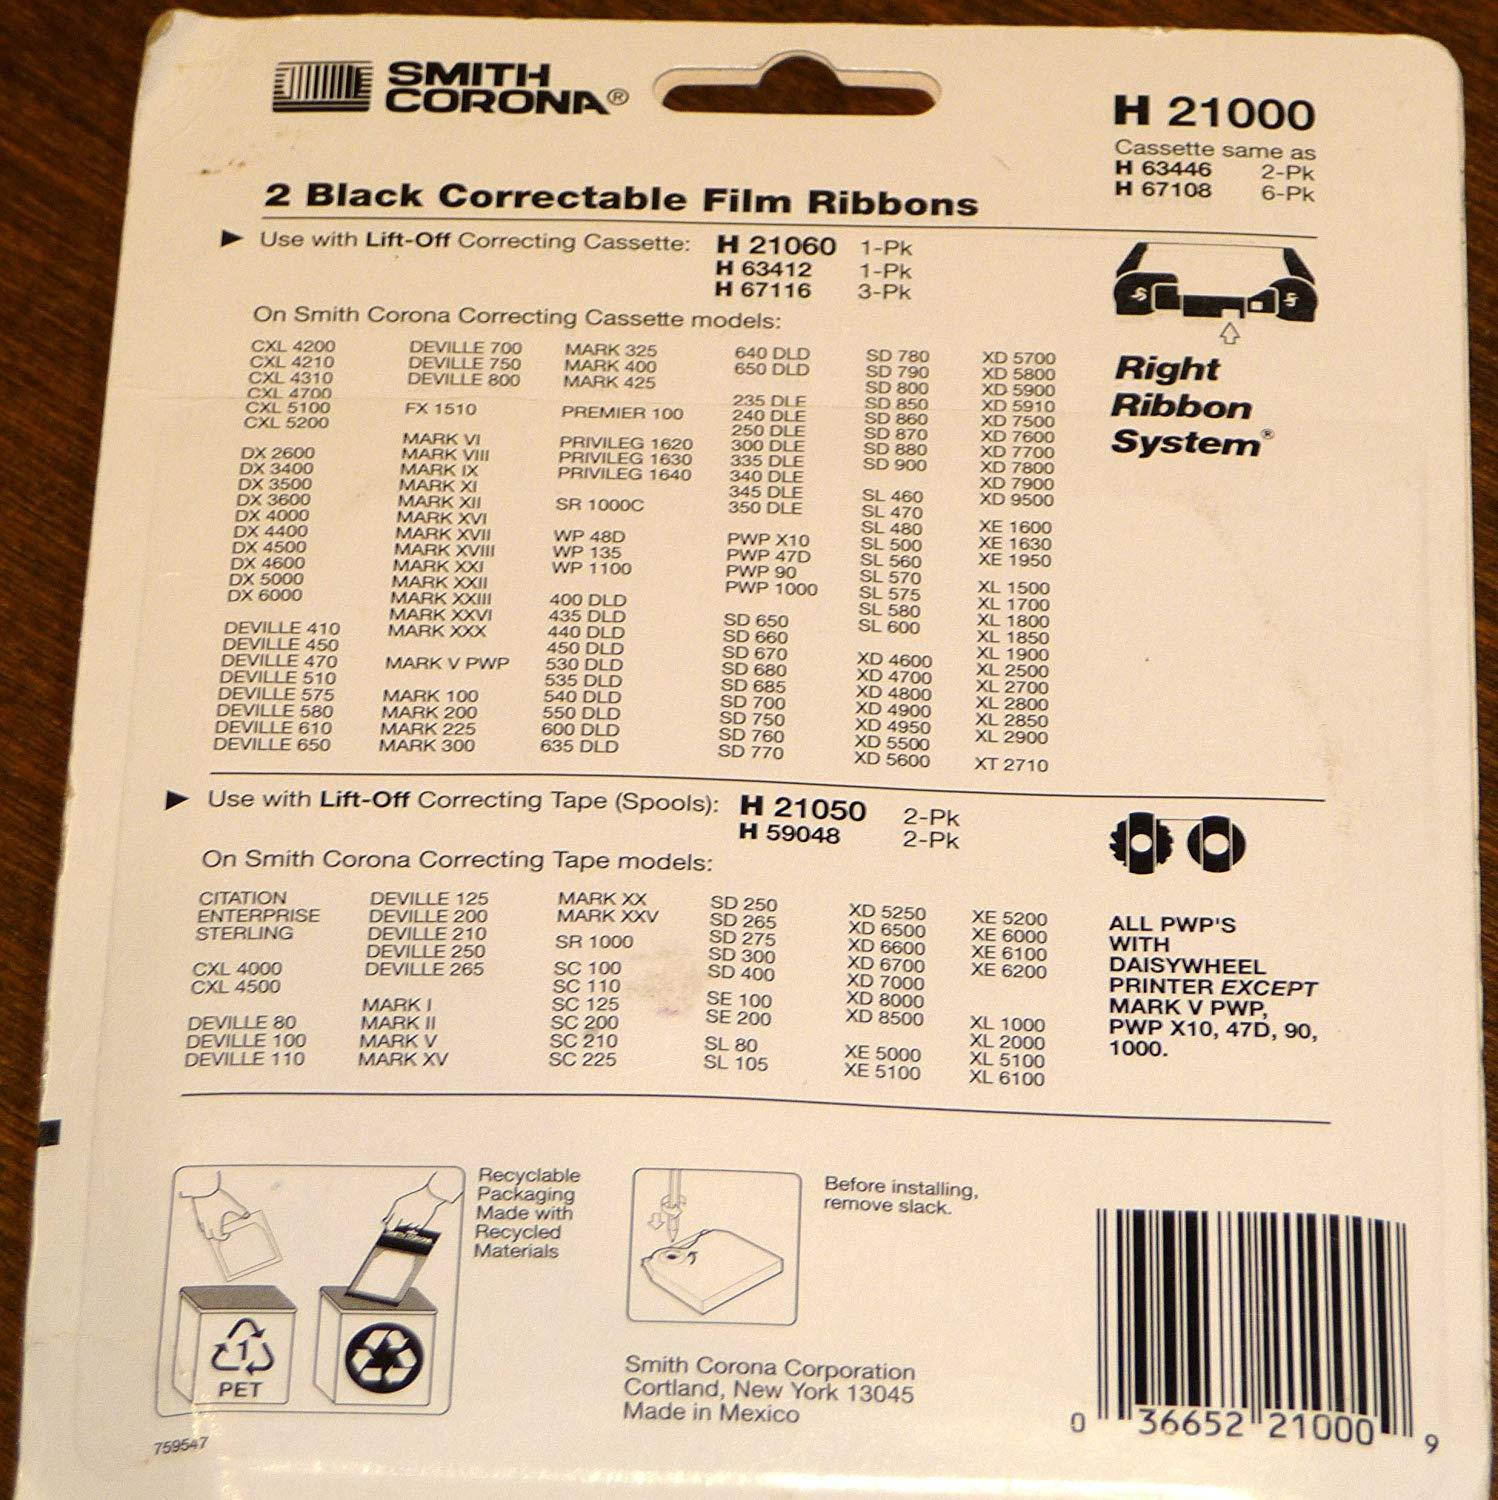 SMITH
CORONA®
H 21000
Cassette same as
H 63446 2-Pk
H 67108 6-Pk
2 Black Correctable Film Ribbons
Use with Lift-Off Correcting Cassette: H 21060 1-Pk
H 63412 1-Pk
H 67116 3-Pk
On Smith Corona Correcting Cassette models:
CXL 4200
CXL 4210
CXL 4310
CXL 4700
CXL 5100
CXL 5200
DX 2600
DX 3400
DX 3500
DX 3600
DX 4000
DX 4400
DX 4500
DX 4600
DX 5000
DX 6000
DEVILLE 410
DEVILLE 450
DEVILLE 470
DEVILLE 510
DEVILLE 575
DEVILLE 580
DEVILLE 610
DEVILLE 650
DEVILLE 700
DEVILLE 750
DEVILLE 800
FX 1510
MARK VI
MARK VIII
MARK IX
MARK XI
MARK XII
MARK XVI
MARK XVII
MARK XVIII
MARK XXI
MARK XXII
MARK XXIII
MARK XXVI
MARK XXX
MARK V PWP
MARK 100
MARK 200
MARK 225
MARK 300
MARK 325
MARK 400
MARK 425
PREMIER 100
PRIVILEG 1620
PRIVILEG 1630
PRIVILEG 1640
SR 1000C
WP 48D
WP 135
WP 1100
400 DLD
435 DLD
440 DLD
450 DLD
530 DLD
535 DLD
540 DLD
550 DLD
600 DLD
635 DLD
640 DLD
650 DLD
235 DLE
240 DLE
250 DLE
300 DLE
335 DLE
340 DLE
345 DLE
350 DLE
PWP X10
PWP 47D
PWP 90
PWP 1000
SD 650
SD 660
SD 670
SD 680
SD 685
SD 700
SD 750
SD 760
SD 770
SD 780
SD 790
SD 800
SD 850
SD 860
SD 870
SD 880
SD 900
SL 460
SL 470
SL 480
SL 500
SL 560
SL 570
SL 575
SL 580
SL 600
XD 4600
XD 4700
XD 4800
XD 4900
XD 4950
XD 5500
XD 5600
XD 5700
XD 5800
XD 5900
XD 5910
XD 7500
XD 7600
XD 7700
XD 7800
XD 7900
XD 9500
XE 1600
XE 1630
XE 1950
XL 1500
XL 1700
XL 1800
XL 1850
XL 1900
XL 2500
XL 2700
XL 2800
XL 2850
XL 2900
XT 2710
Right
Ribbon
System®
Use with Lift-Off Correcting Tape (Spools): H 21050 2-Pk
H 59048 2-Pk
On Smith Corona Correcting Tape models:
CITATION
ENTERPRISE
STERLING
CXL 4000
CXL 4500
DEVILLE 80
DEVILLE 100
DEVILLE 110
DEVILLE 125
DEVILLE 200
DEVILLE 210
DEVILLE 250
DEVILLE 265
MARK I
MARK II
MARK V
MARK XV
MARK XX
MARK XXV
SR 1000
SC 100
SC 110
SC 125
SC 200
SC 210
SC 225
SD 250
SD 265
SD 275
SD 300
SD 400
SE 100
SE 200
SL 80
SL 105
XD 5250
XD 6500
XD 6600
XD 6700
XD 7000
XD 8000
XD 8500
XE 5000
XE 5100
XE 5200
XE 6000
XE 6100
XE 6200
XL 1000
XL 2000
XL 5100
XL 6100
ALL PWP'S
WITH
DAISYWHEEL
PRINTER EXCEPT
MARK V PWP,
PWP X10, 47D, 90,
1000.
1
PET
Recyclable
Packaging
Made with
Recycled
Materials
Before installing,
remove slack.
Smith Corona Corporation
Cortland, New York 13045
Made in Mexico
759547
0 36652 21000 9